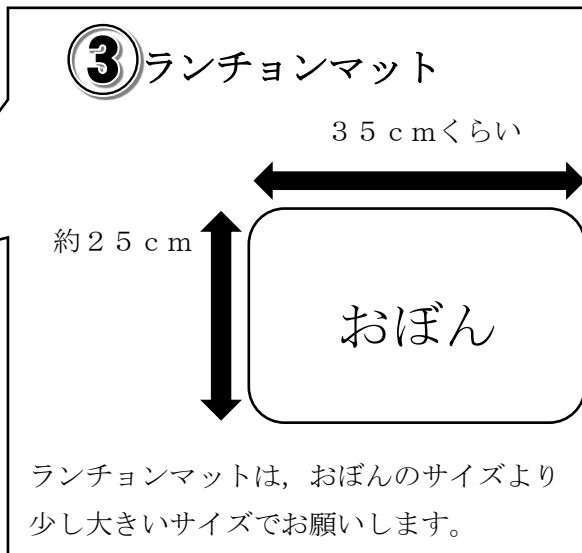 ③ランチョンマット
３５ｃｍくらい
約２５ｃｍ
おぼん
ランチョンマットは，おぼんのサイズより
少し大きいサイズでお願いします。